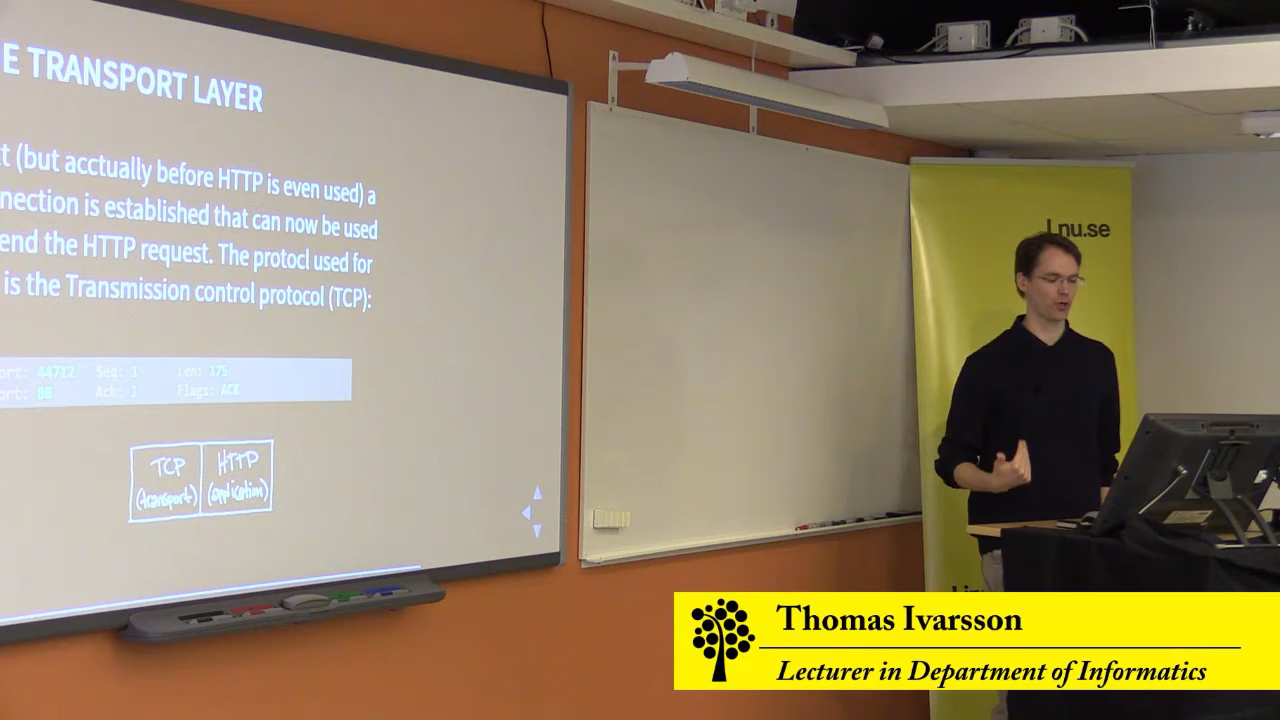 E TRANSPORT LAYER
t (but acctually before HTTP is even used) a
nection is established that can now be used
end the HTTP request. The protocl used for
is the Transmission control protocol (TCP):
ort: 44712 Seq: 1 Len: 175
ort: 80 Ack: 1 Flags: ACK
TCP HTTP
(transport) (application)
Lnu.se
Thomas Ivarsson
Lecturer in Department of Informatics